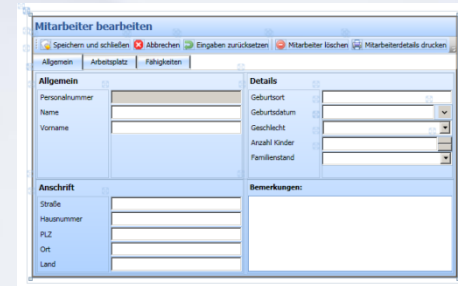 Mitarbeiter bearbeiten
Speichern und schließen Abbrechen Eingaben zurücksetzen Mitarbeiter löschen Mitarbeiterdetails drucken
Allgemein Arbeitsplatz Fähigkeiten
Allgemein Details
Personalnummer Geburtsort
Name Geburtsdatum
Vorname Geschlecht
Anzahl Kinder
Familienstand
Anschrift Bemerkungen:
Straße
Hausnummer
PLZ
Ort
Land